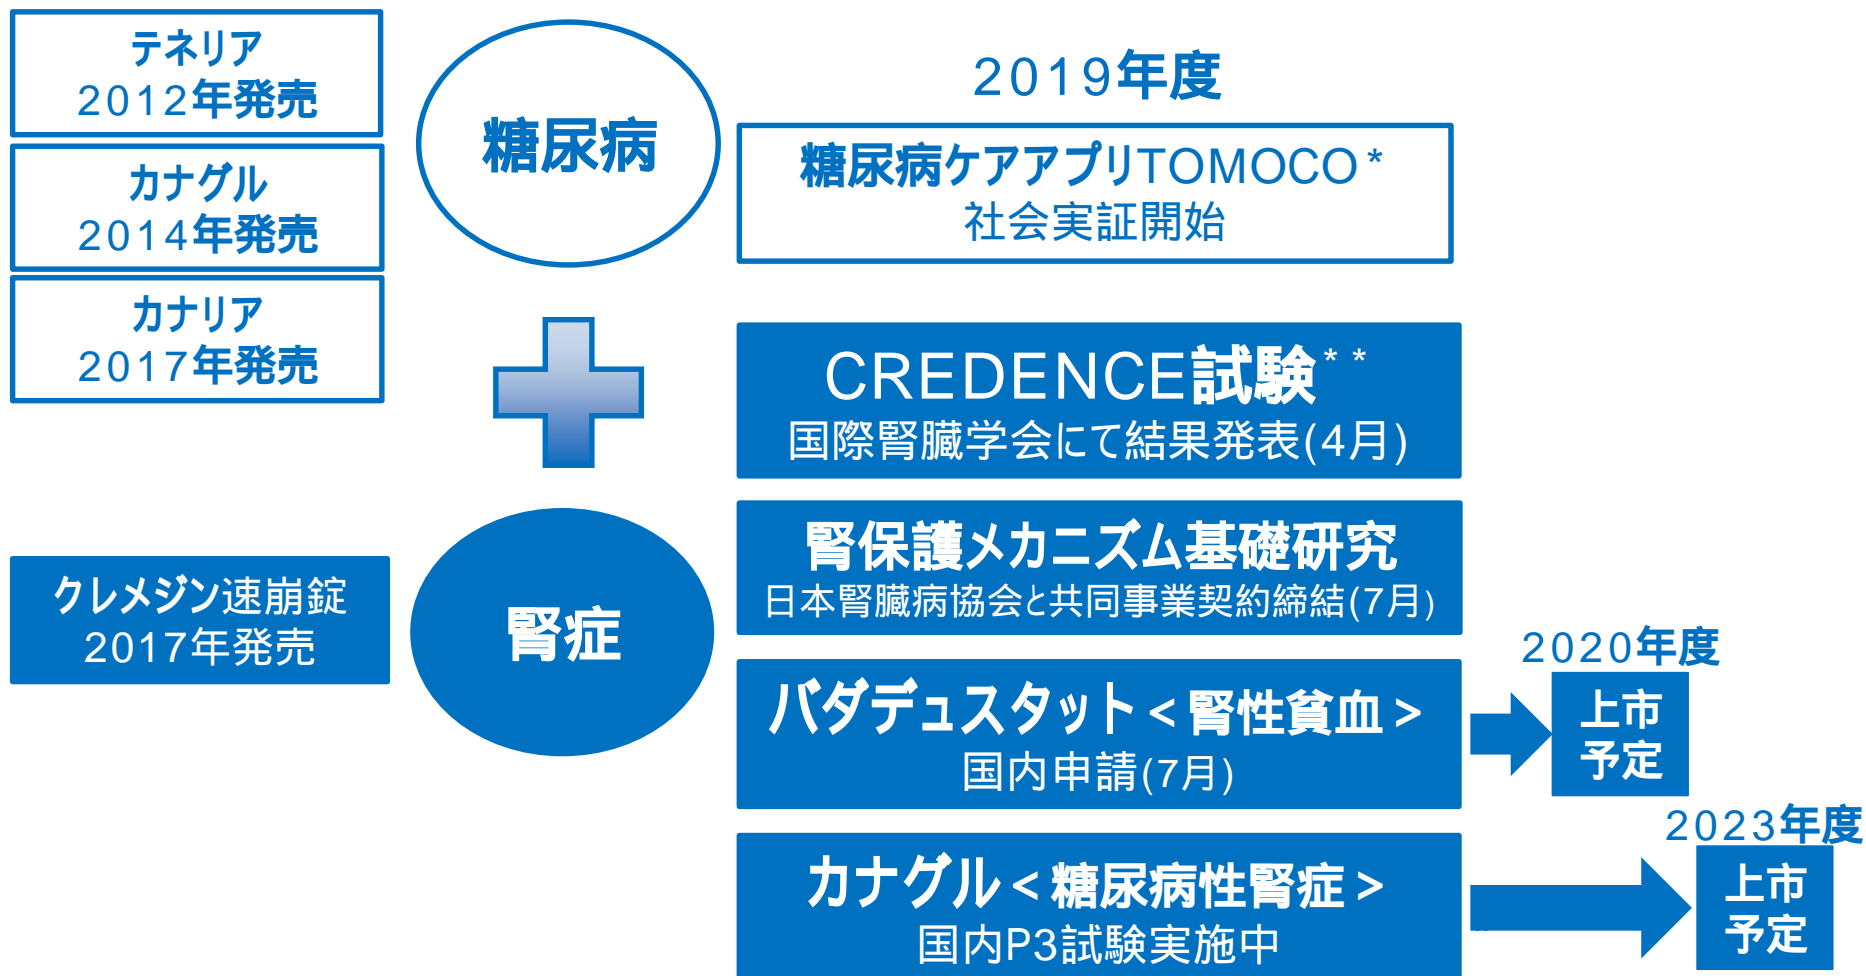 テネリア
2012年発売
カナグル
2014年発売
カナリア
2017年発売
糖尿病
2019年度
糖尿病ケアアプリTOMOCO*
社会実証開始
CREDENCE試験**
国際腎臓学会にて結果発表(4月)
腎保護メカニズム基礎研究
日本腎臓病協会と共同事業契約締結(7月)
クレメジン速崩錠
2017年発売
腎症
バダデュスタット<腎性貧血>
国内申請(7月)
2020年度
上市
予定
カナグル<糖尿病性腎症>
国内P3試験実施中
2023年度
上市
予定